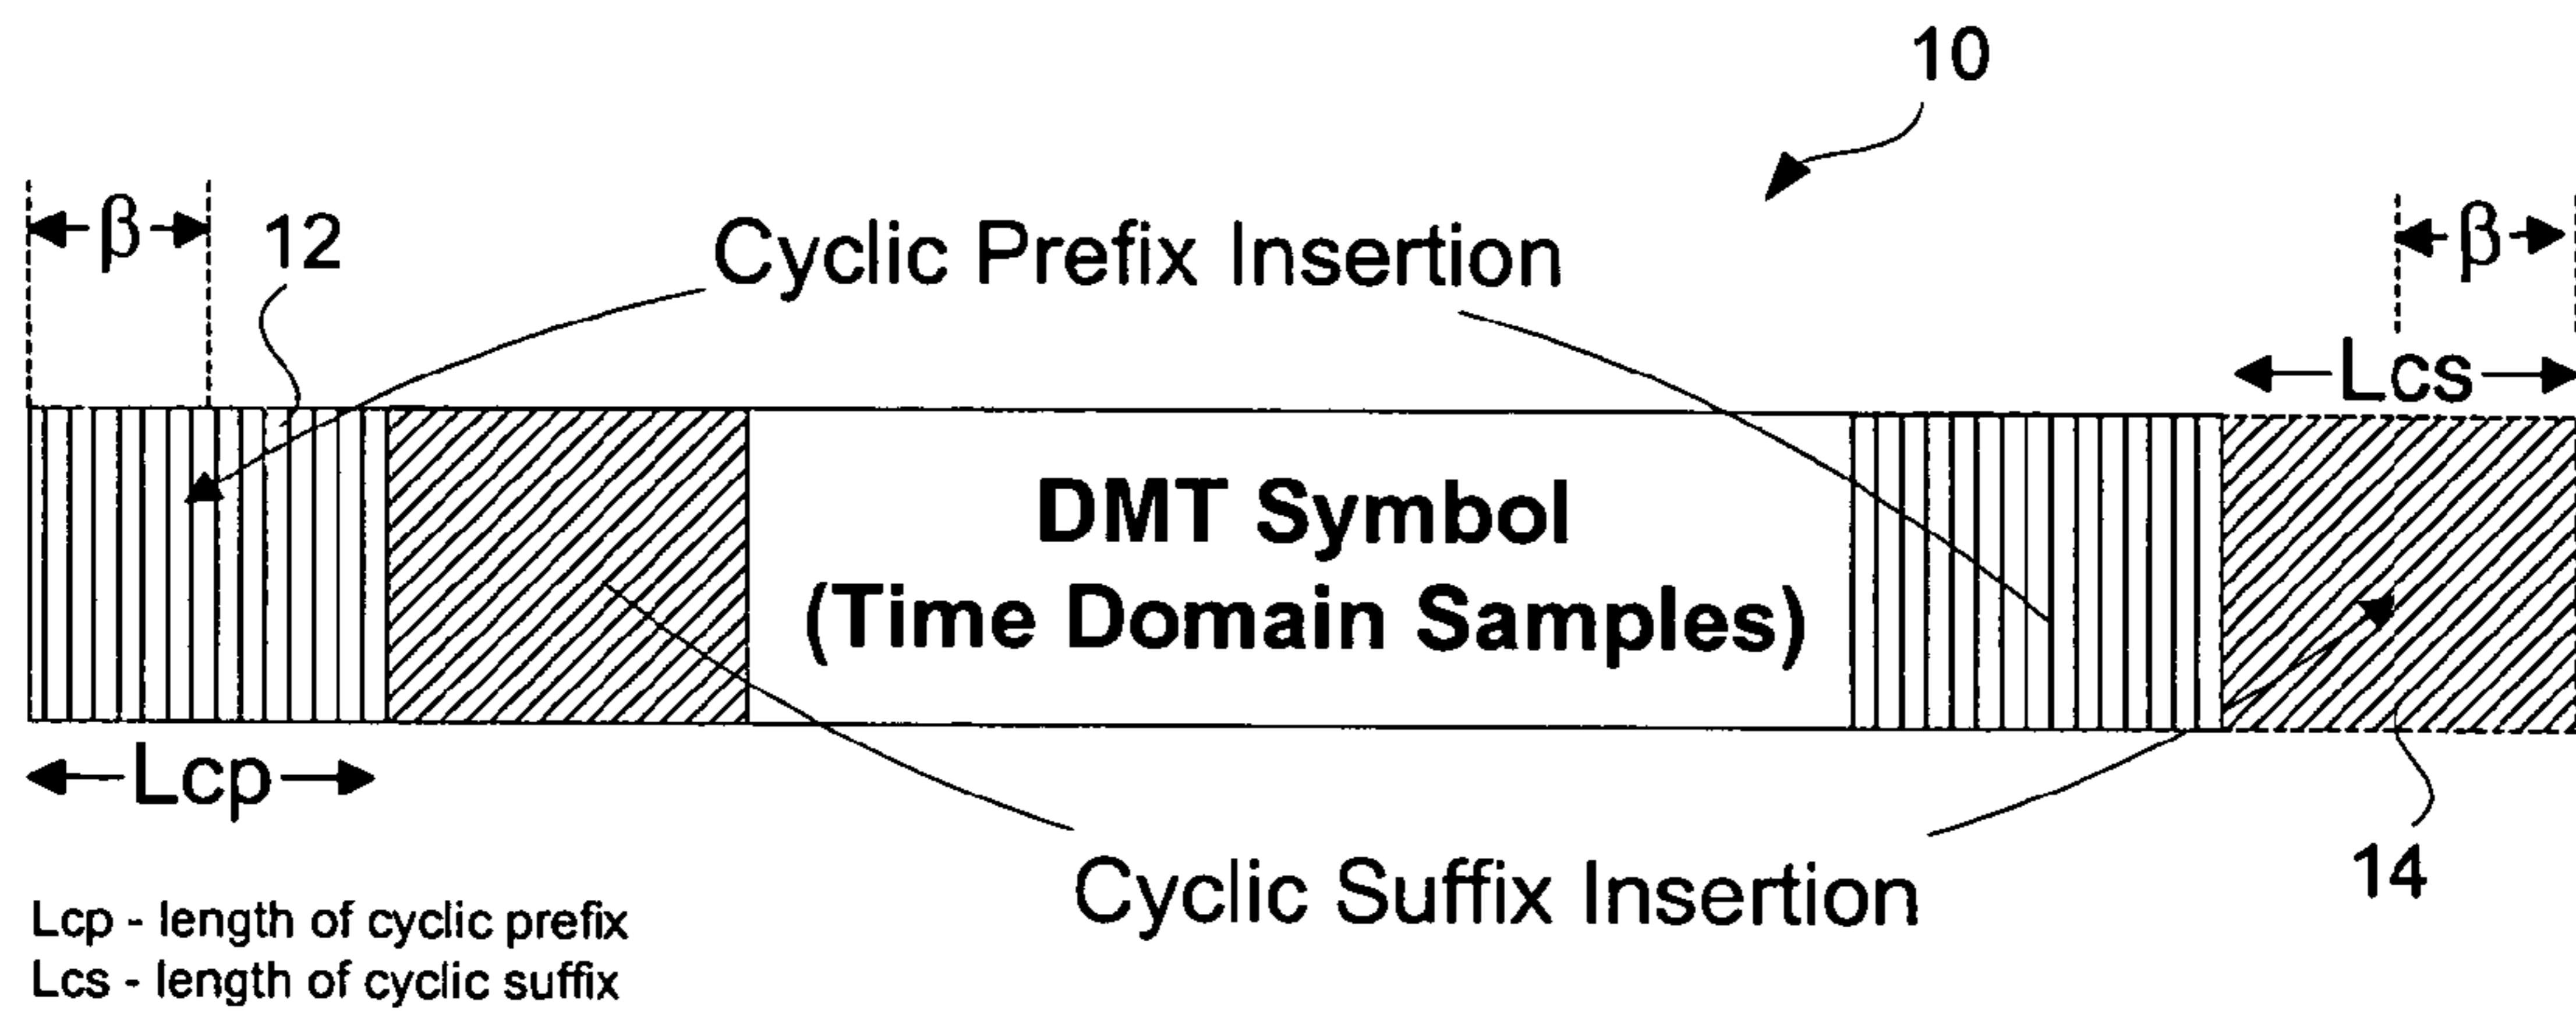 10
β
12
Cyclic Prefix Insertion
β
Lcs
DMT Symbol
(Time Domain Samples)
Lcp
Cyclic Suffix Insertion
14
Lcp - length of cyclic prefix
Lcs - length of cyclic suffix